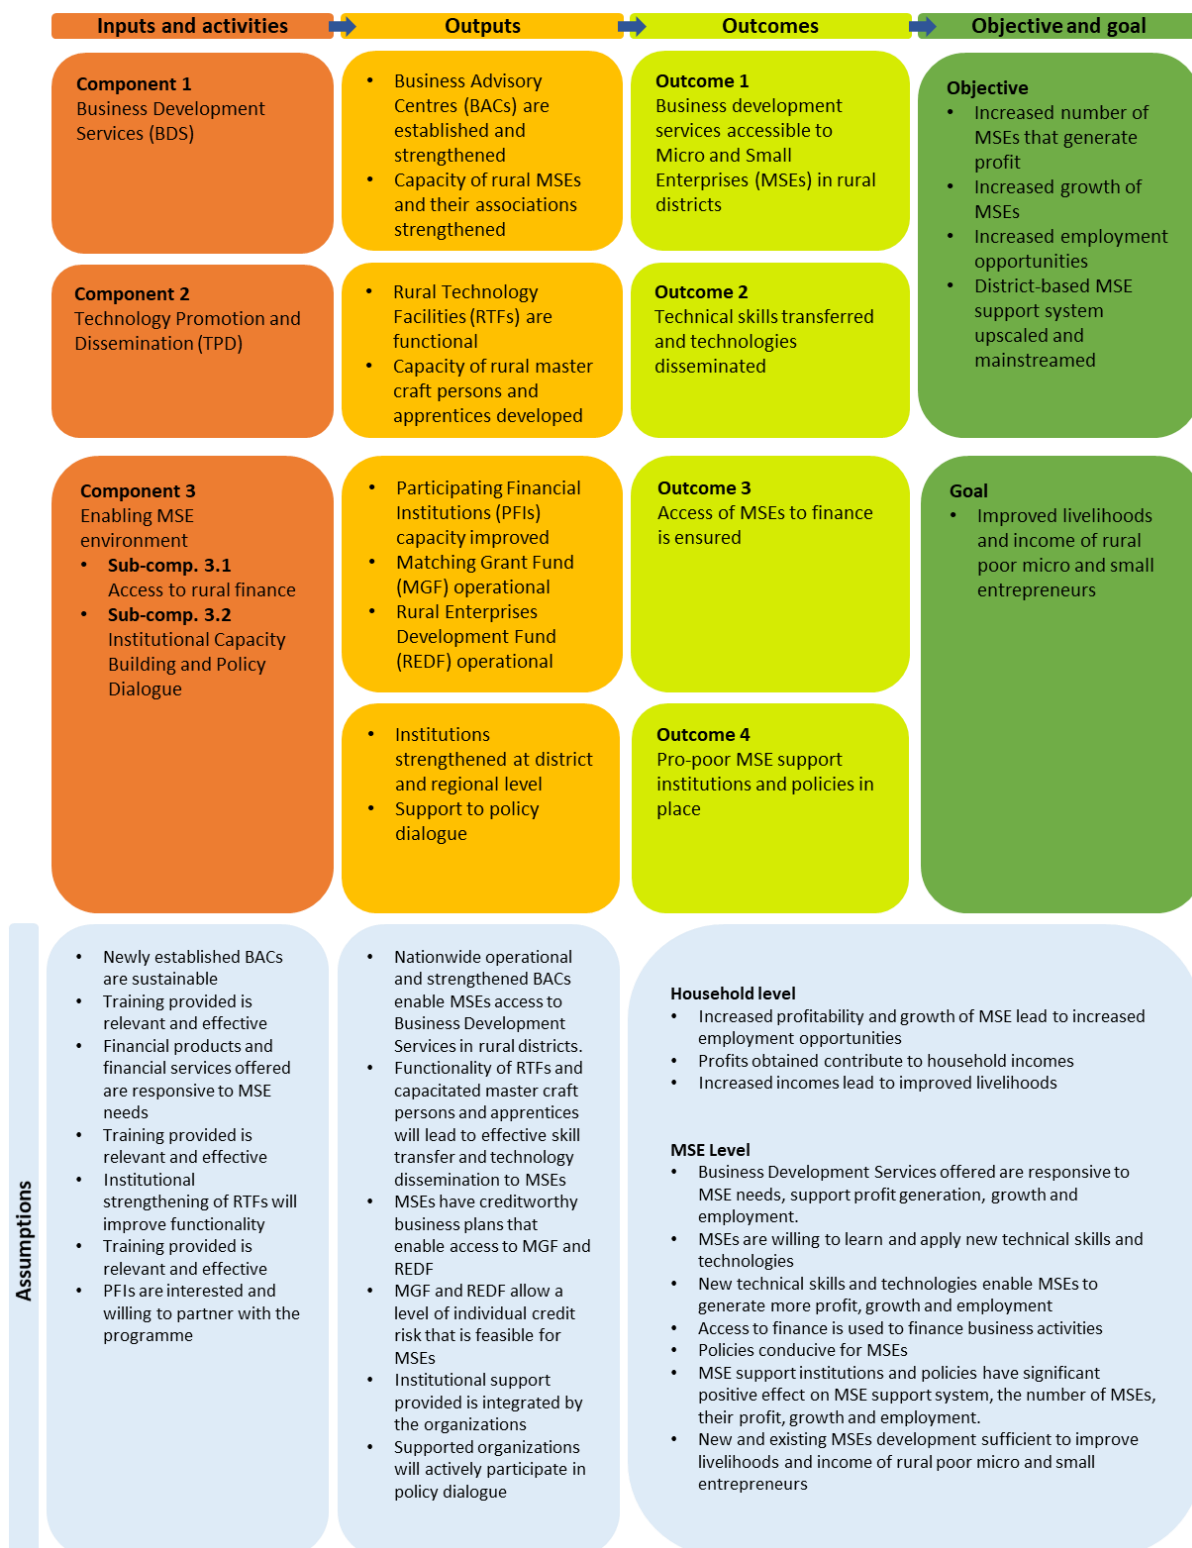 Inputs and activities
Outputs
Outcomes
Objective and goal
Component 1
Business Development
Services (BDS)
• Business Advisory
Centres (BACs) are
established and
strengthened
• Capacity of rural MSEs
and their associations
strengthened
Outcome 1
Business development
services accessible to
Micro and Small
Enterprises (MSEs) in rural
districts
Objective
• Increased number of
MSEs that generate
profit
• Increased growth of
MSEs
• Increased employment
opportunities
• District-based MSE
support system
upscaled and
mainstreamed
Component 2
Technology Promotion and
Dissemination (TPD)
• Rural Technology
Facilities (RTFs) are
functional
• Capacity of rural master
craft persons and
apprentices developed
Outcome 2
Technical skills transferred
and technologies
disseminated
Component 3
Enabling MSE
environment
• Sub-comp. 3.1
Access to rural finance
• Sub-comp. 3.2
Institutional Capacity
Building and Policy
Dialogue
• Participating Financial
Institutions (PFIs)
capacity improved
• Matching Grant Fund
(MGF) operational
• Rural Enterprises
Development Fund
(REDF) operational
Outcome 3
Access of MSEs to finance
is ensured
Goal
• Improved livelihoods
and income of rural
poor micro and small
entrepreneurs
• Institutions
strengthened at district
and regional level
• Support to policy
dialogue
Outcome 4
Pro-poor MSE support
institutions and policies in
place
Assumptions
• Newly established BACs
are sustainable
• Training provided is
relevant and effective
• Financial products and
financial services offered
are responsive to MSE
needs
• Training provided is
relevant and effective
• Institutional
strengthening of RTFs will
improve functionality
• Training provided is
relevant and effective
• PFIs are interested and
willing to partner with the
programme
• Nationwide operational
and strengthened BACs
enable MSEs access to
Business Development
Services in rural districts.
• Functionality of RTFs and
capacitated master craft
persons and apprentices
will lead to effective skill
transfer and technology
dissemination to MSEs
• MSEs have creditworthy
business plans that
enable access to MGF and
REDF
• MGF and REDF allow a
level of individual credit
risk that is feasible for
MSEs
• Institutional support
provided is integrated by
the organizations
• Supported organizations
will actively participate in
policy dialogue
Household level
• Increased profitability and growth of MSE lead to increased
employment opportunities
• Profits obtained contribute to household incomes
• Increased incomes lead to improved livelihoods
MSE Level
• Business Development Services offered are responsive to
MSE needs, support profit generation, growth and
employment.
• MSEs are willing to learn and apply new technical skills and
technologies
• New technical skills and technologies enable MSEs to
generate more profit, growth and employment
• Access to finance is used to finance business activities
• Policies conducive for MSEs
• MSE support institutions and policies have significant
positive effect on MSE support system, the number of MSEs,
their profit, growth and employment.
• New and existing MSEs development sufficient to improve
livelihoods and income of rural poor micro and small
entrepreneurs